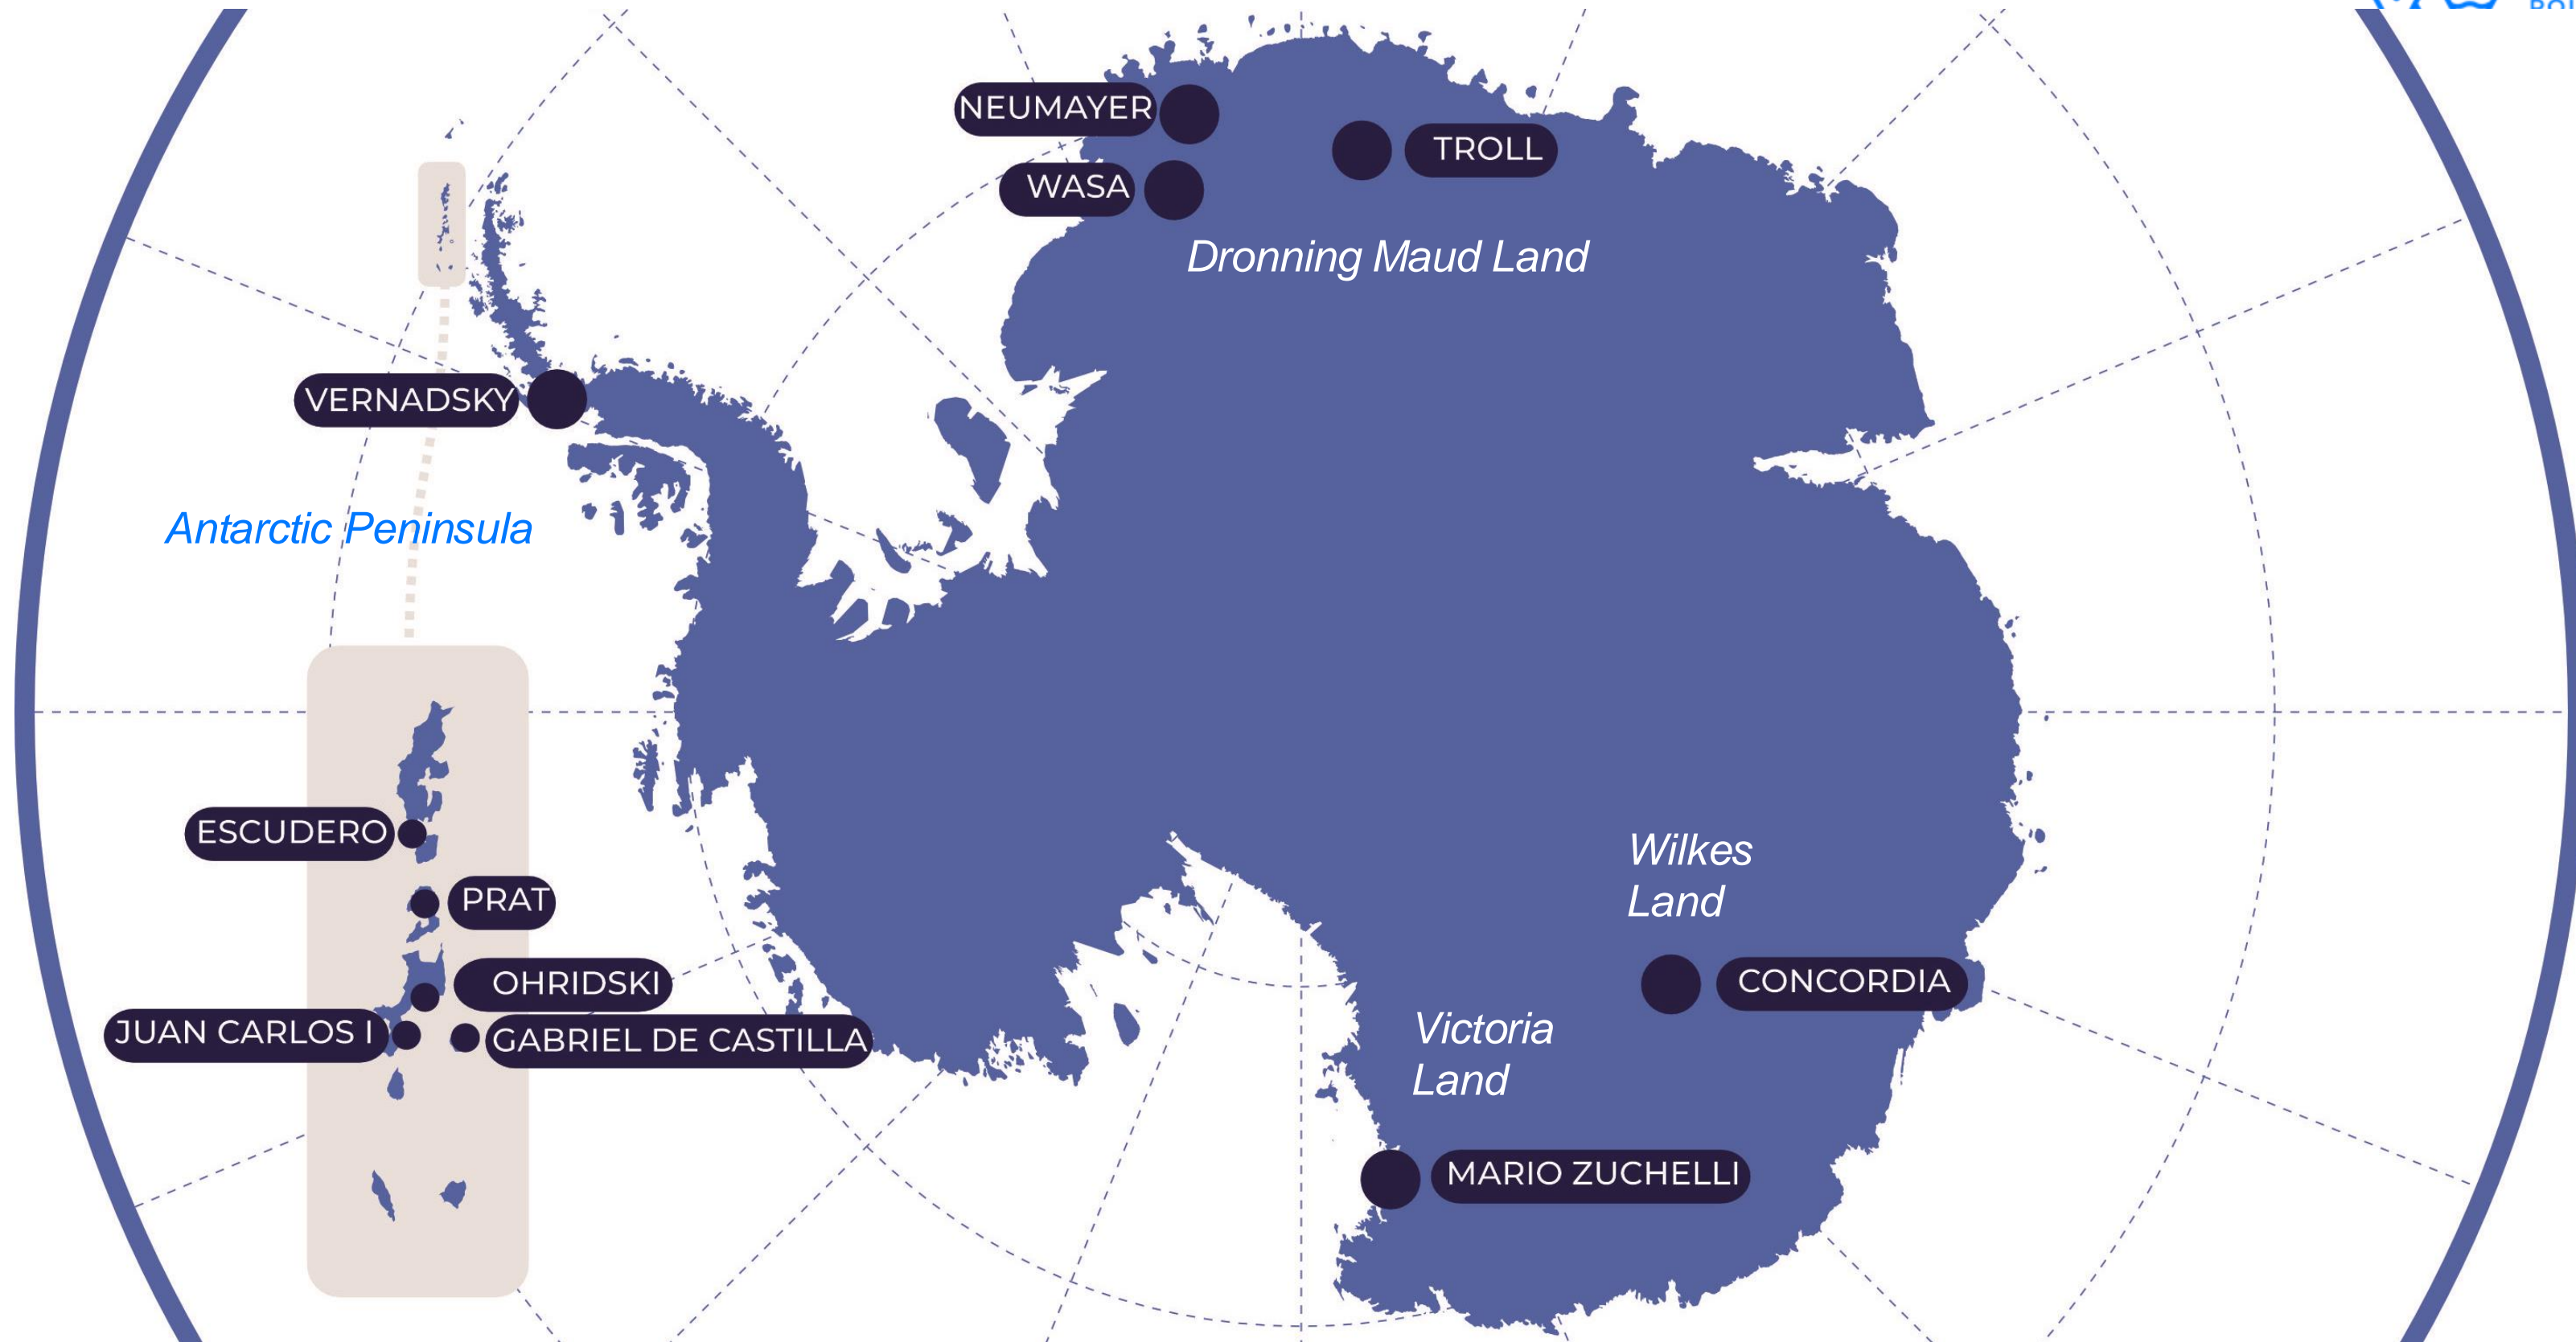 NEUMAYER
TROLL
WASA
Dronning Maud Land
VERNADSKY
Antarctic Peninsula
ESCUDERO
Wilkes
Land
PRAT
OHRIDSKI
CONCORDIA
JUAN CARLOS I
GABRIEL DE CASTILLA
Victoria
Land
MARIO ZUCHELLI